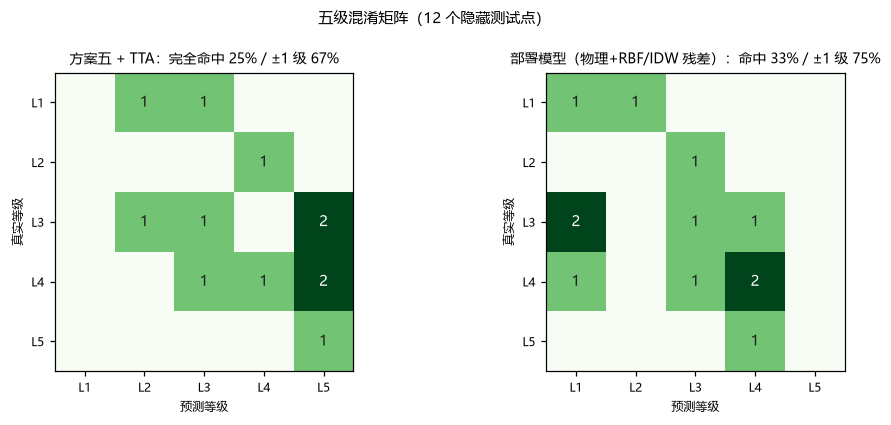 五级混淆矩阵（12 个隐藏测试点）
方案五 + TTA：完全命中 25% / ±1 级 67%
L1
L2
L3
L4
L5
真实等级
1 1
1
1 1 2
1 1 2
1
L1 L2 L3 L4 L5
预测等级
部署模型（物理+RBF/IDW 残差）：命中 33% / ±1 级 75%
L1
L2
L3
L4
L5
真实等级
1 1
1
2 1 1
1 1 2
1
L1 L2 L3 L4 L5
预测等级